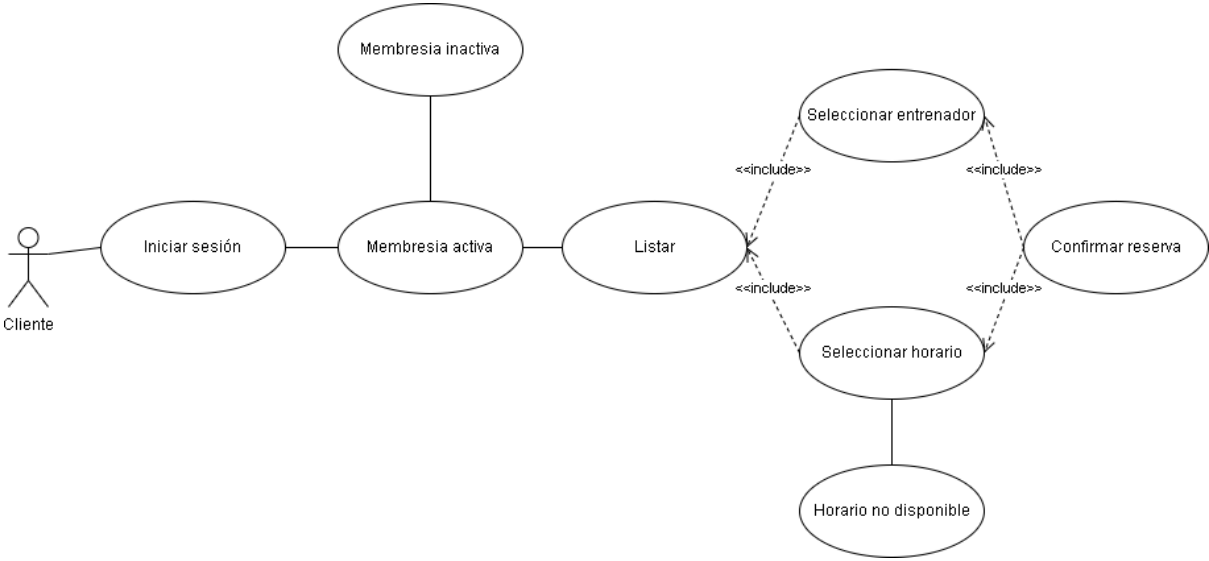 Membresia inactiva
Seleccionar entrenador
<<include>>
<<include>>
Iniciar sesión
Membresia activa
Listar
Confirmar reserva
<<include>>
<<include>>
Cliente
Seleccionar horario
Horario no disponible